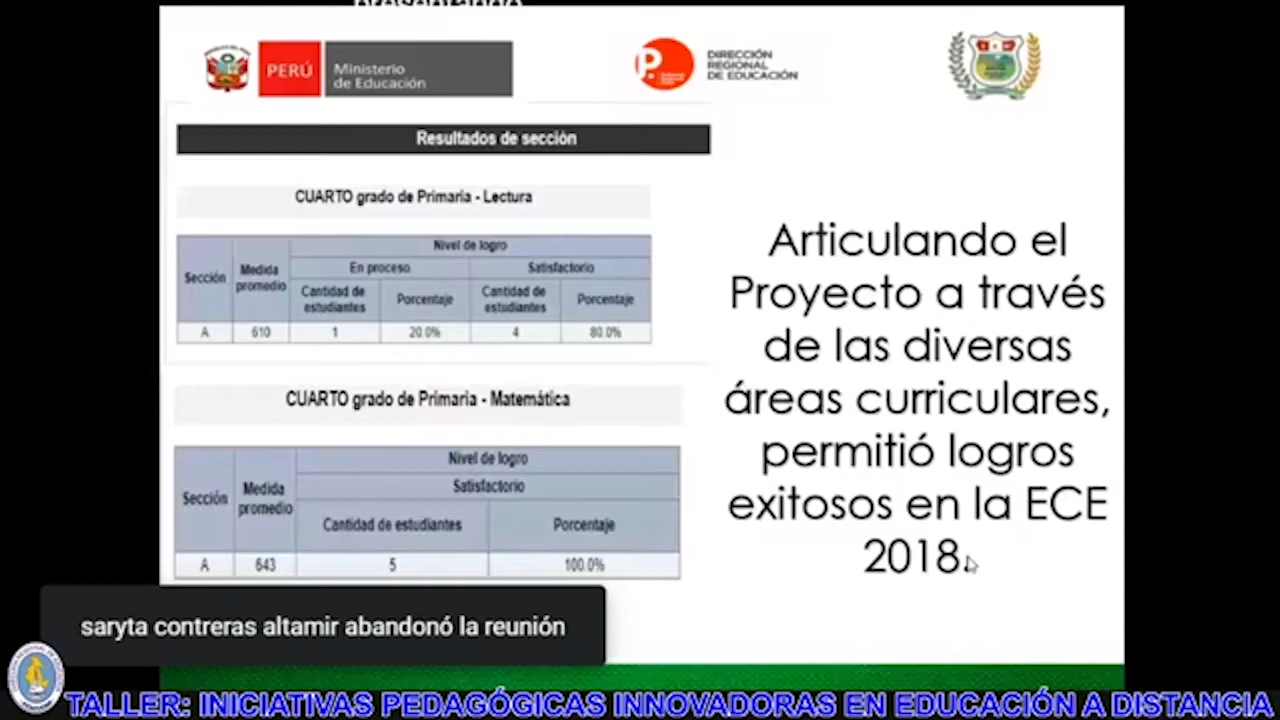 presentando
PERÚ
Ministerio
de Educación
DIRECCIÓN
REGIONAL
DE EDUCACIÓN
Resultados de sección
CUARTO grado de Primaria - Lectura
Nivel de logro
En proceso Satisfactorio
Sección Medida promedio Cantidad de estudiantes Porcentaje Cantidad de estudiantes Porcentaje
A 610 1 20.0% 4 80.0%
CUARTO grado de Primaria - Matemática
Nivel de logro
Satisfactorio
Sección Medida promedio Cantidad de estudiantes Porcentaje
A 643 5 100.0%
Articulando el
Proyecto a través
de las diversas
áreas curriculares,
permitió logros
exitosos en la ECE
2018.
saryta contreras altamir abandonó la reunión
TALLER: INICIATIVAS PEDAGÓGICAS INNOVADORAS EN EDUCACIÓN A DISTANCIA